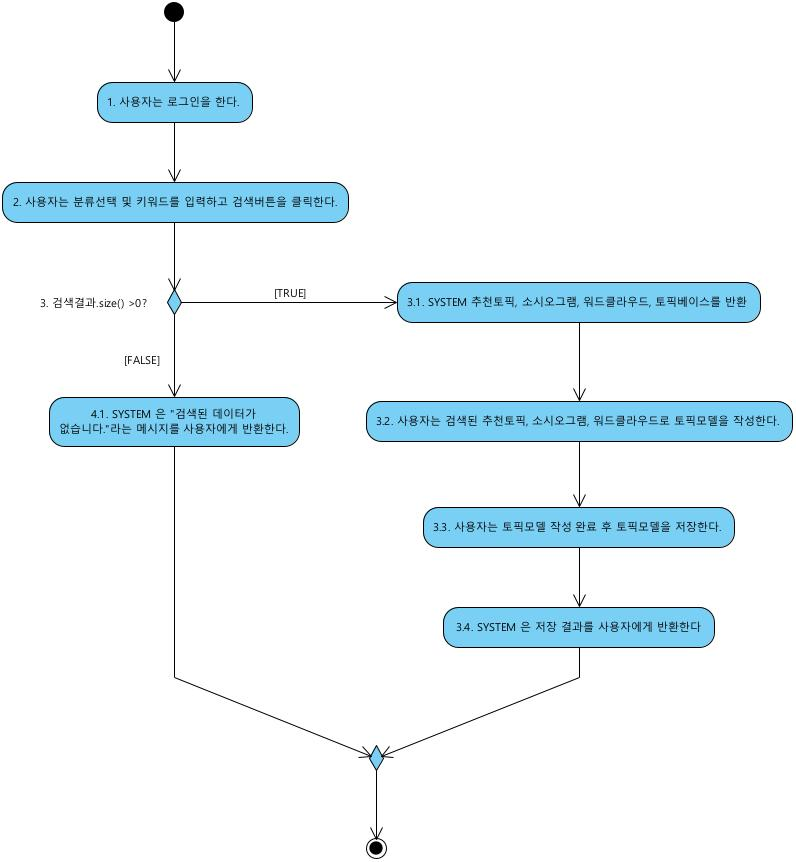 1. 사용자는 로그인을 한다.
2. 사용자는 분류선택 및 키워드를 입력하고 검색버튼을 클릭한다.
3. 검색결과.size() >0?
[TRUE]
3.1. SYSTEM 추천토픽, 소시오그램, 워드클라우드, 토픽베이스를 반환
[FALSE]
4.1. SYSTEM 은 "검색된 데이터가
없습니다."라는 메시지를 사용자에게 반환한다.
3.2. 사용자는 검색된 추천토픽, 소시오그램, 워드클라우드로 토픽모델을 작성한다.
3.3. 사용자는 토픽모델 작성 완료 후 토픽모델을 저장한다.
3.4. SYSTEM 은 저장 결과를 사용자에게 반환한다